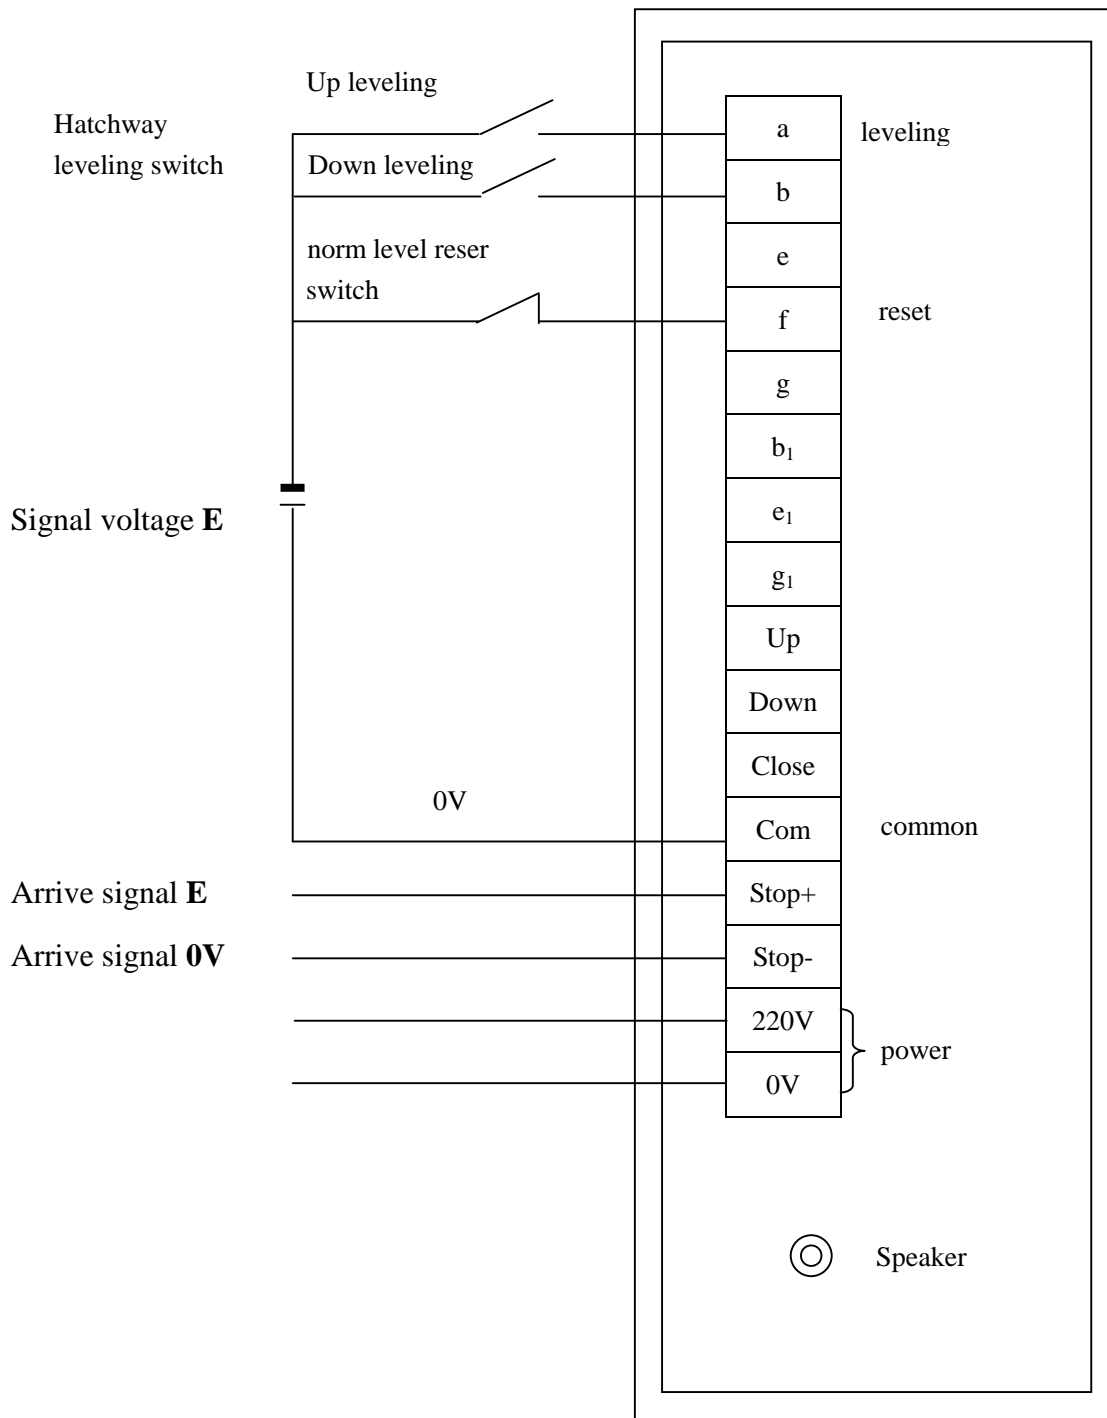 Up leveling
Hatchway
leveling switch
Down leveling
norm level reser
switch
Signal voltage E
0V
Arrive signal E
Arrive signal 0V
a
b
e
f
g
b₁
e₁
g₁
Up
Down
Close
Com
Stop+
Stop-
220V
0V
leveling
reset
common
power
Speaker